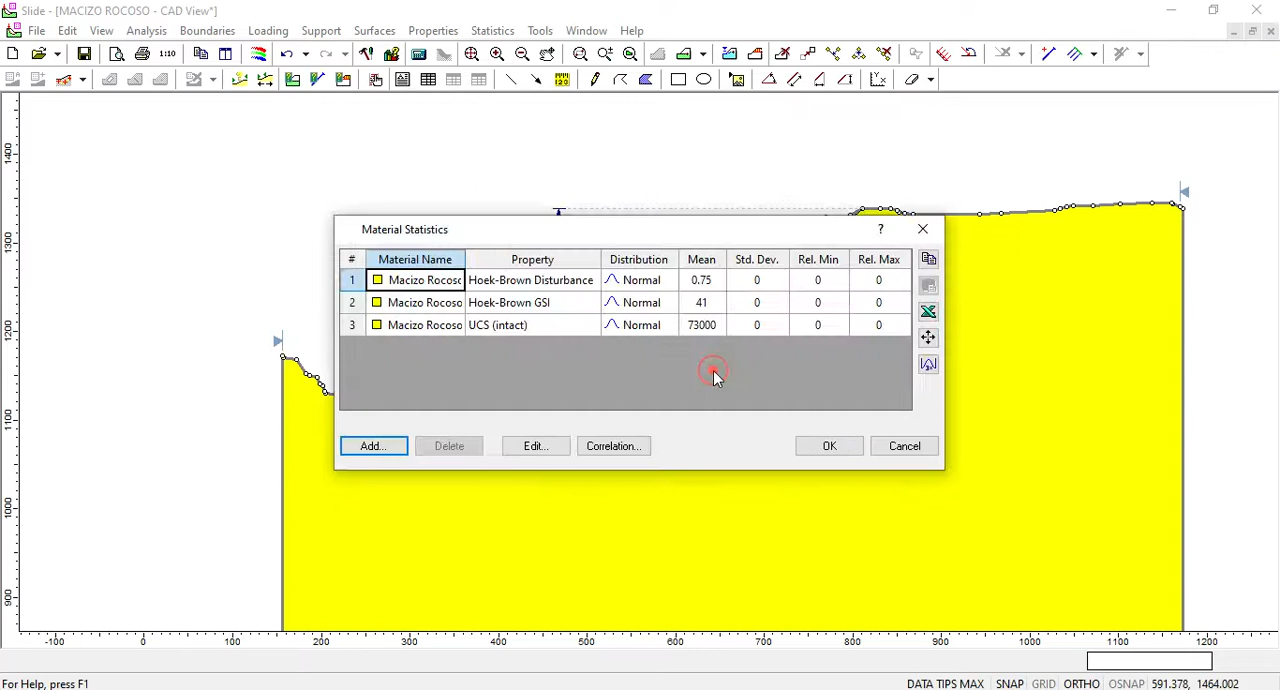 Slide - [MACIZO ROCOSO - CAD View*]
File Edit View Analysis Boundaries Loading Support Surfaces Properties Statistics Tools Window Help
1:10
1400
1300
1200
1100
1000
900
Material Statistics
?
# Material Name Property Distribution Mean Std. Dev. Rel. Min Rel. Max
1 Macizo Rocosc Hoek-Brown Disturbance Normal 0.75 0 0 0
2 Macizo Rocoso Hoek-Brown GSI Normal 41 0 0 0
3 Macizo Rocoso UCS (intact) Normal 73000 0 0 0
Add... Delete Edit... Correlation... OK Cancel
-100 0 100 200 300 400 500 600 700 800 900 1000 1100 1200
For Help, press F1 DATA TIPS MAX SNAP GRID ORTHO OSNAP 591.378, 1464.002